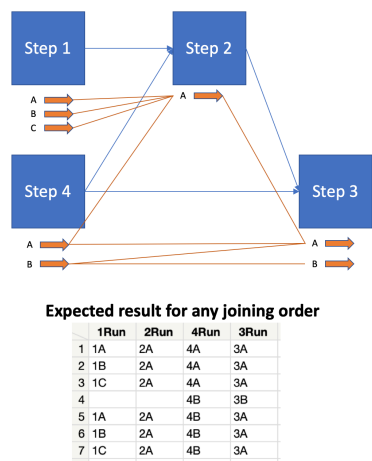 Step 1
Step 2
A
B
C
A
Step 4
Step 3
A
B
A
B
Expected result for any joining order
1Run 2Run 4Run 3Run
1 1A 2A 4A 3A
2 1B 2A 4A 3A
3 1C 2A 4A 3A
4 4B 3B
5 1A 2A 4B 3A
6 1B 2A 4B 3A
7 1C 2A 4B 3A